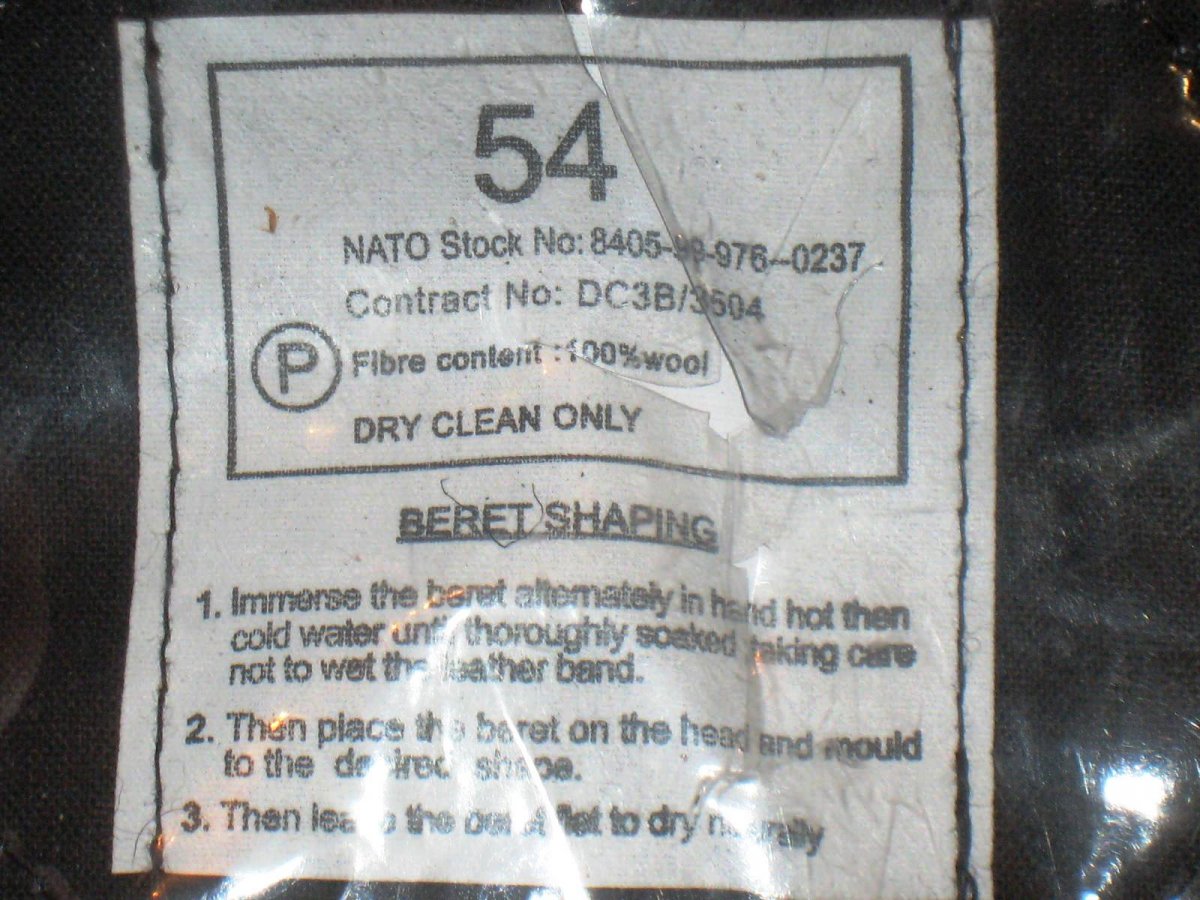 54
NATO Stock No: 8405-99-976--0237
Contract No: DC3B/3504
P
Fibre content :100%wool
DRY CLEAN ONLY
BERET SHAPING
1. Immerse the beret alternately in hand hot then
cold water until thoroughly soaked taking care
not to wet the leather band.
2. Then place the beret on the head and mould
to the desired shape.
3. Then leave the beret flat to dry naturally